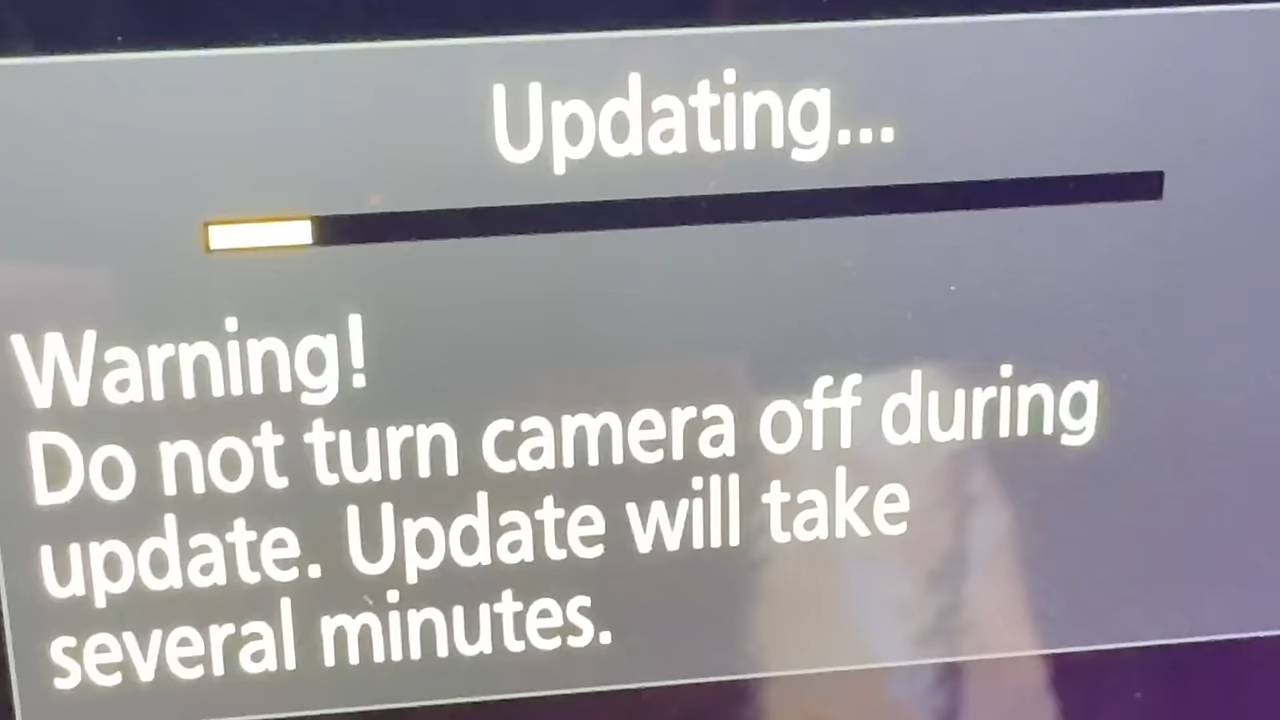 Updating...
Warning!
Do not turn camera off during
update. Update will take
several minutes.